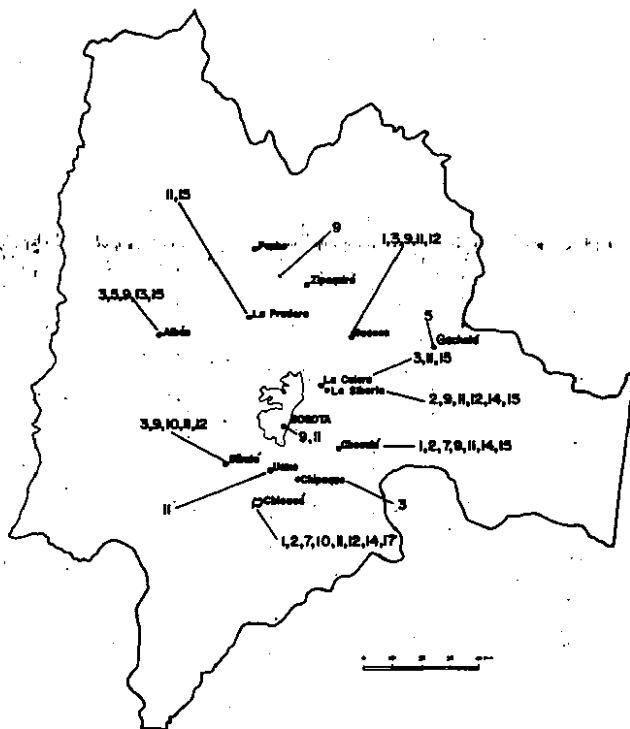 11,15
9
1,3,9,11,12
Zipaquirá
3,5,9,13,15
La Pradera
5
Albán
Gachalá
3,11,15
La Calera
La Siberia
2,9,11,12,14,15
BOGOTA
3,9,10,11,12
9,11
Choachí
1,2,7,9,11,14,15
Sibaté
Usme
Chipaque
11
3
1,2,7,10,11,12,14,17